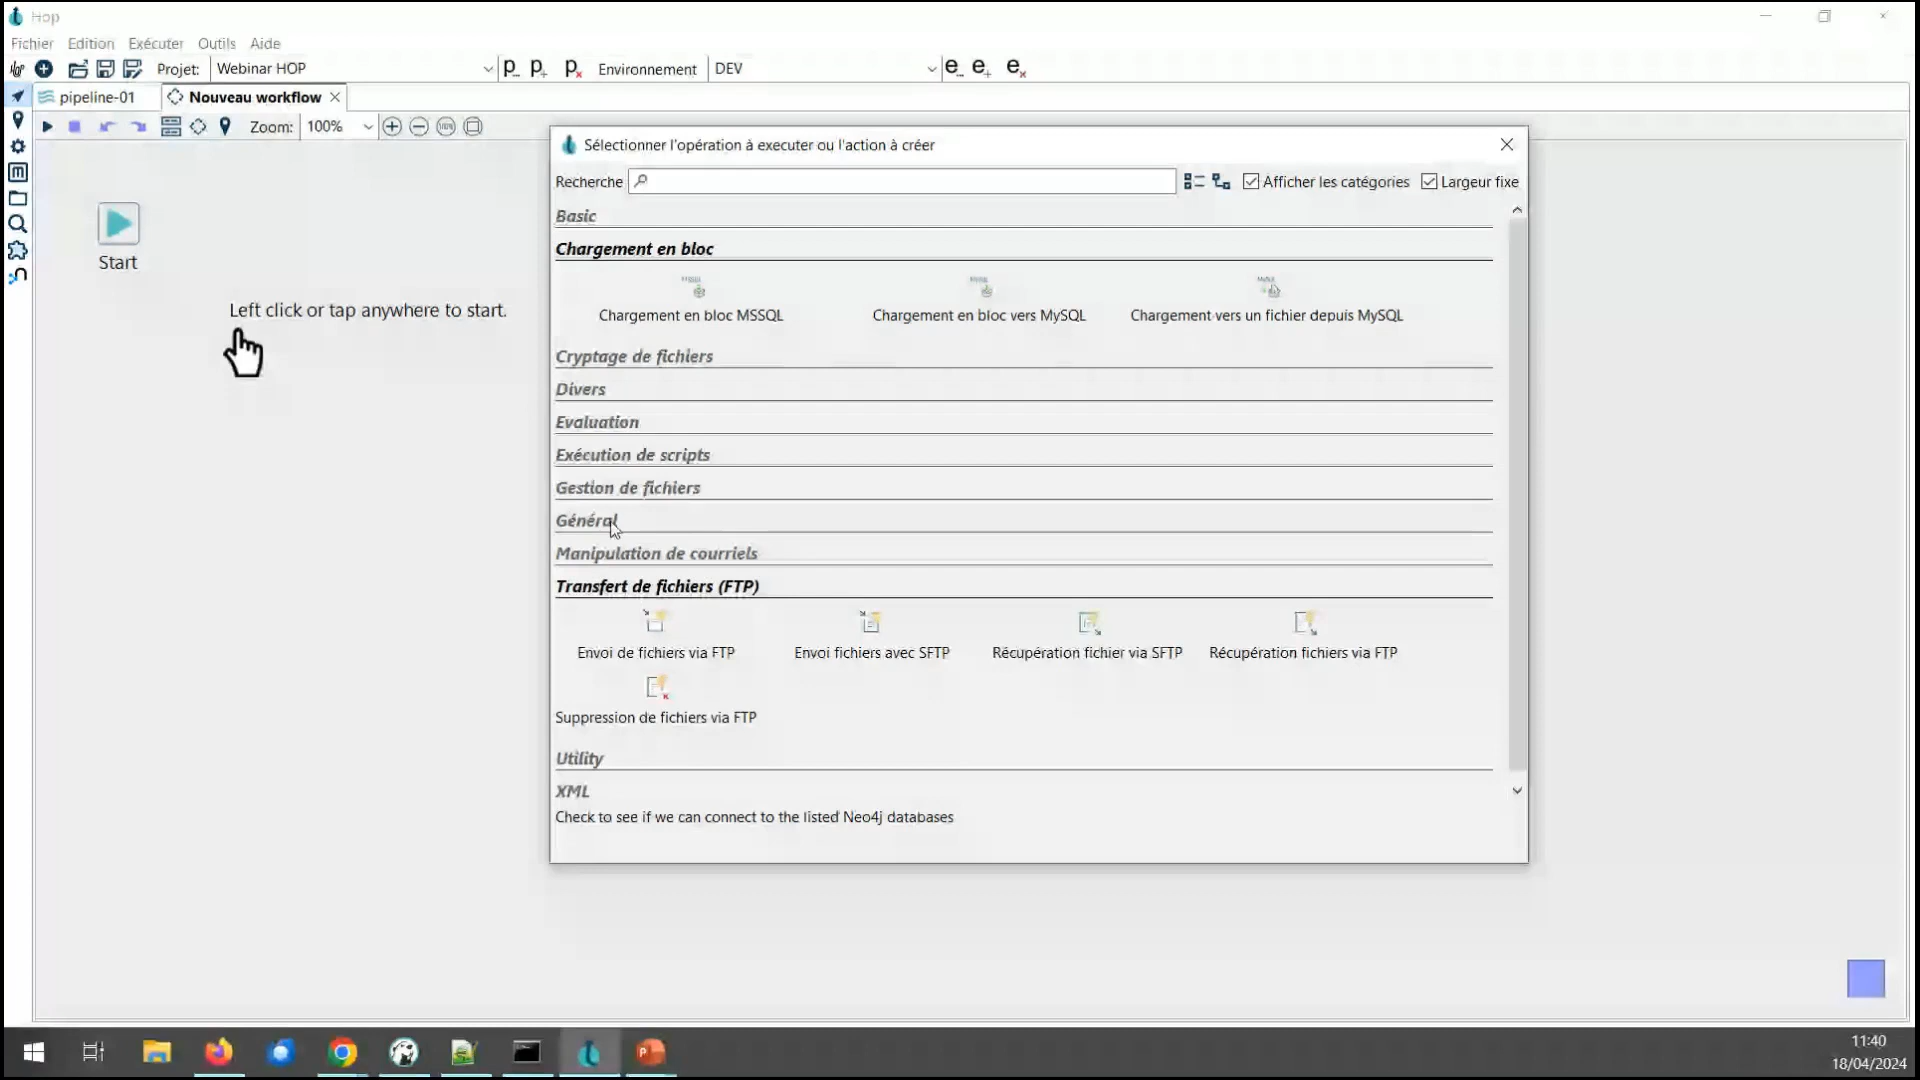 Hop
Fichier Edition Exécuter Outils Aide
Projet: Webinar HOP Environnement DEV
pipeline-01 Nouveau workflow
Zoom: 100%
Start
Left click or tap anywhere to start.
Sélectionner l'opération à executer ou l'action à créer
Recherche Afficher les catégories Largeur fixe
Basic
Chargement en bloc
Chargement en bloc MSSQL Chargement en bloc vers MySQL Chargement vers un fichier depuis MySQL
Cryptage de fichiers
Divers
Evaluation
Exécution de scripts
Gestion de fichiers
Général
Manipulation de courriels
Transfert de fichiers (FTP)
Envoi de fichiers via FTP Envoi fichiers avec SFTP Récupération fichier via SFTP Récupération fichiers via FTP
Suppression de fichiers via FTP
Utility
XML
Check to see if we can connect to the listed Neo4j databases
11:40
18/04/2024